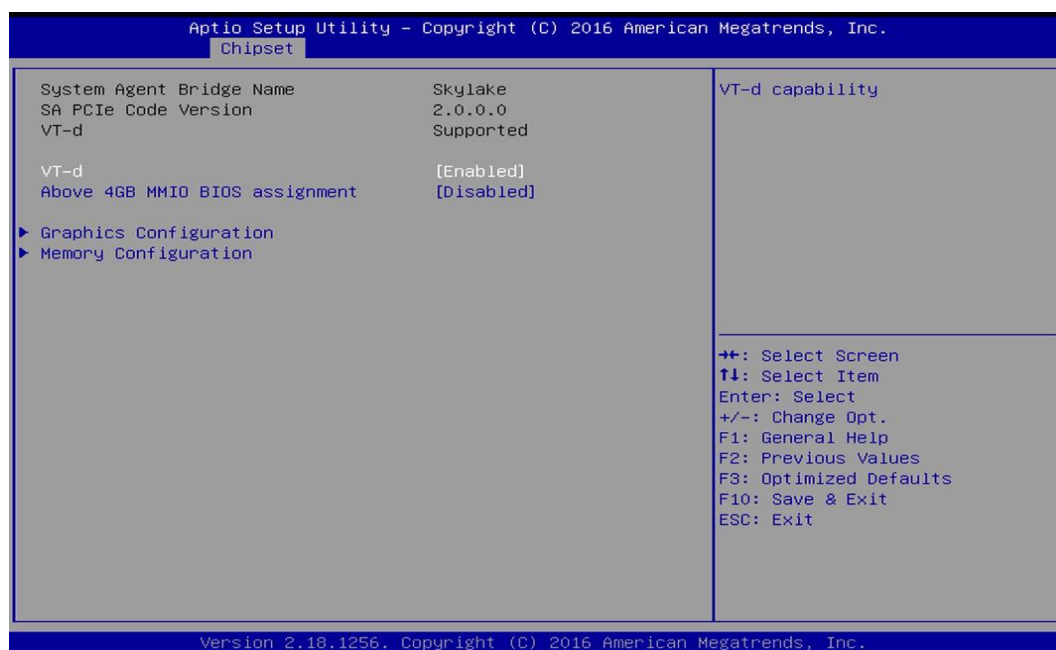 Aptio Setup Utility – Copyright (C) 2016 American Megatrends, Inc.
Chipset
System Agent Bridge Name Skylake
SA PCIe Code Version 2.0.0.0
VT-d Supported
VT-d [Enabled]
Above 4GB MMIO BIOS assignment [Disabled]
▶ Graphics Configuration
▶ Memory Configuration
VT-d capability
→←: Select Screen
↑↓: Select Item
Enter: Select
+/-: Change Opt.
F1: General Help
F2: Previous Values
F3: Optimized Defaults
F10: Save & Exit
ESC: Exit
Version 2.18.1256. Copyright (C) 2016 American Megatrends, Inc.